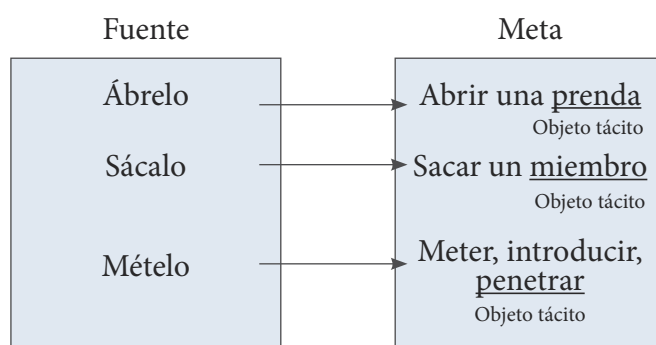 Fuente
Meta
Ábrelo
Abrir una prenda
Objeto tácito
Sácalo
Sacar un miembro
Objeto tácito
Mételo
Meter, introducir,
penetrar
Objeto tácito